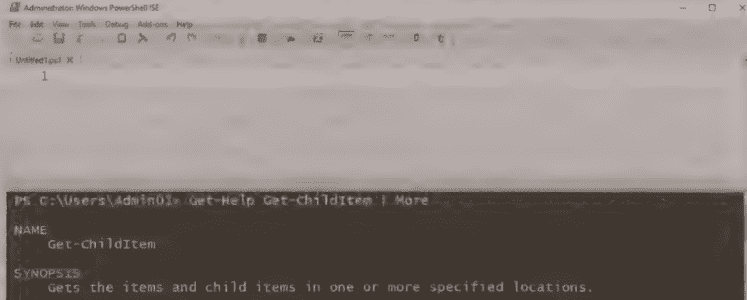 Administrator: Windows PowerShell ISE
File Edit View Tools Debug Add-ons Help
Untitled1.ps1 X
1
PS C:\Users\Admin01> Get-Help Get-ChildItem | More
NAME
Get-ChildItem
SYNOPSIS
Gets the items and child items in one or more specified locations.